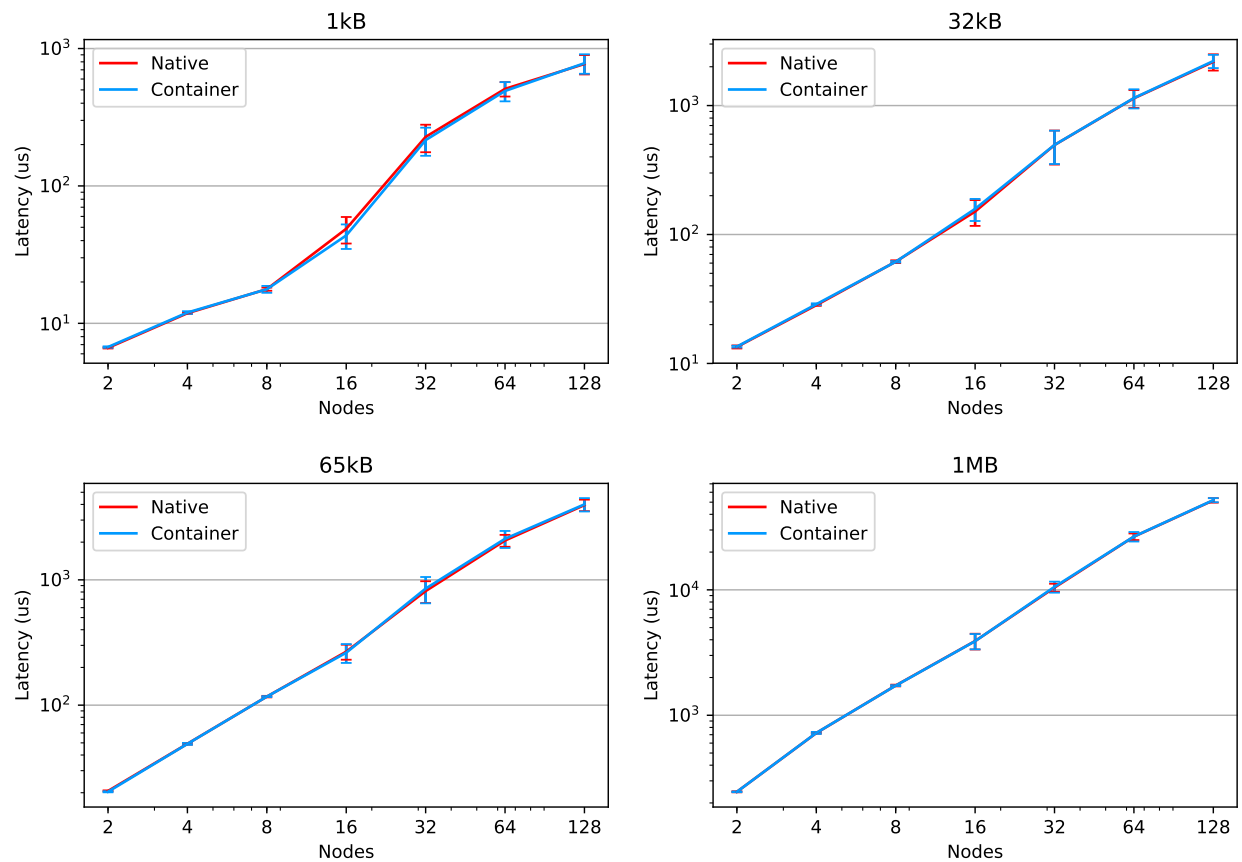 1kB
Native
Container
10^3
10^2
10^1
Latency (us)
2 4 8 16 32 64 128
Nodes
32kB
Native
Container
10^3
10^2
10^1
Latency (us)
2 4 8 16 32 64 128
Nodes
65kB
Native
Container
10^3
10^2
Latency (us)
2 4 8 16 32 64 128
Nodes
1MB
Native
Container
10^4
10^3
Latency (us)
2 4 8 16 32 64 128
Nodes